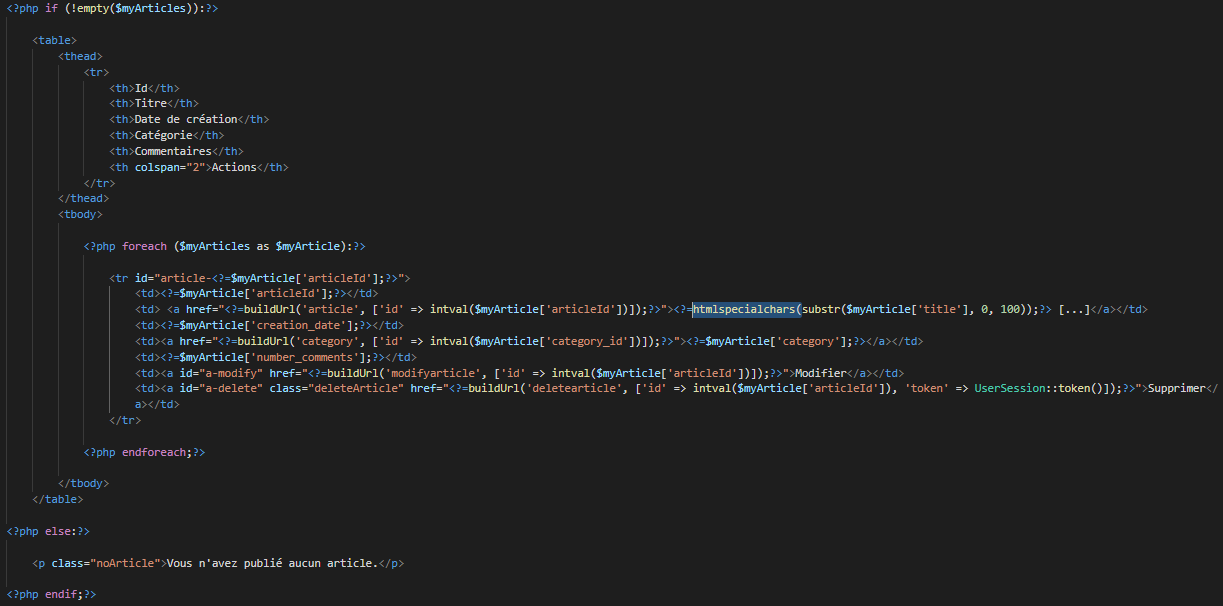 <?php if (!empty($myArticles)):?>
<table>
<thead>
<tr>
<th>Id</th>
<th>Titre</th>
<th>Date de création</th>
<th>Catégorie</th>
<th>Commentaires</th>
<th colspan="2">Actions</th>
</tr>
</thead>
<tbody>
<?php foreach ($myArticles as $myArticle):?>
<tr id="article-<?=$myArticle['articleId'];?>">
<td><?=$myArticle['articleId'];?></td>
<td> <a href="<?=buildUrl('article', ['id' => intval($myArticle['articleId'])]);?>"><?=htmlspecialchars(substr($myArticle['title'], 0, 100));?> [...]</a></td>
<td><?=$myArticle['creation_date'];?></td>
<td><a href="<?=buildUrl('category', ['id' => intval($myArticle['category_id'])]);?>"><?=$myArticle['category'];?></a></td>
<td><?=$myArticle['number_comments'];?></td>
<td><a id="a-modify" href="<?=buildUrl('modifyarticle', ['id' => intval($myArticle['articleId'])]);?>">Modifier</a></td>
<td><a id="a-delete" class="deleteArticle" href="<?=buildUrl('deletearticle', ['id' => intval($myArticle['articleId']), 'token' => UserSession::token()]);?>">Supprimer</
a></td>
</tr>
<?php endforeach;?>
</tbody>
</table>
<?php else:?>
<p class="noArticle">Vous n'avez publié aucun article.</p>
<?php endif;?>